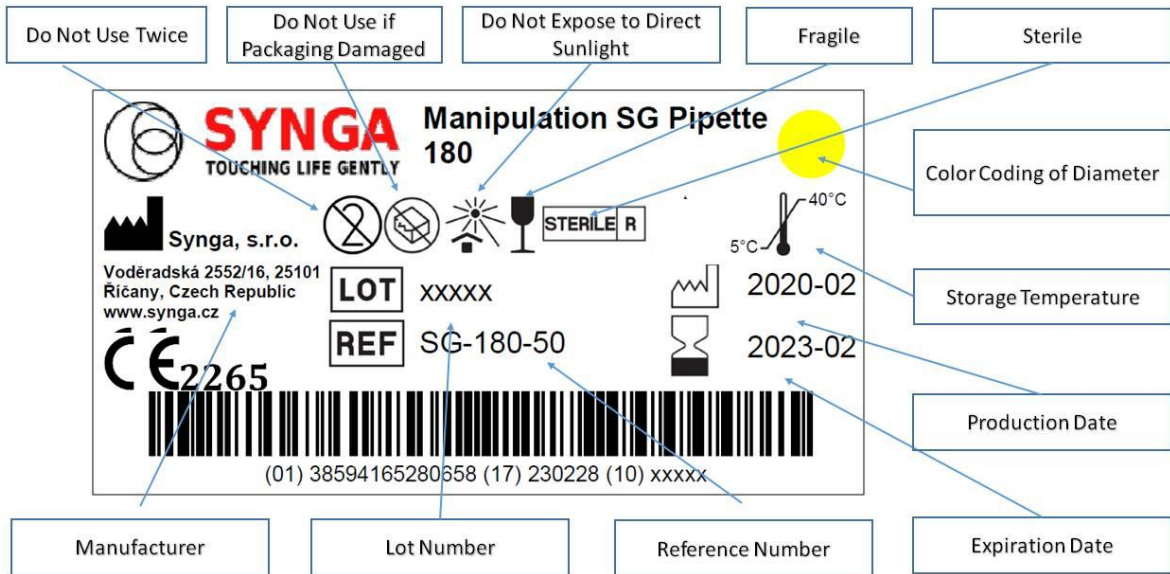 Do Not Use Twice
Do Not Use if
Packaging Damaged
Do Not Expose to Direct
Sunlight
Fragile
Sterile
SYNGA
TOUCHING LIFE GENTLY
Manipulation SG Pipette
180
Color Coding of Diameter
2
STERILE R
40°C
5°C
Synga, s.r.o.
Voděradská 2552/16, 25101
Říčany, Czech Republic
www.synga.cz
LOT xxxxx
2020-02
Storage Temperature
REF SG-180-50
2023-02
CE 2265
Production Date
(01) 38594165280658 (17) 230228 (10) xxxxx
Manufacturer
Lot Number
Reference Number
Expiration Date